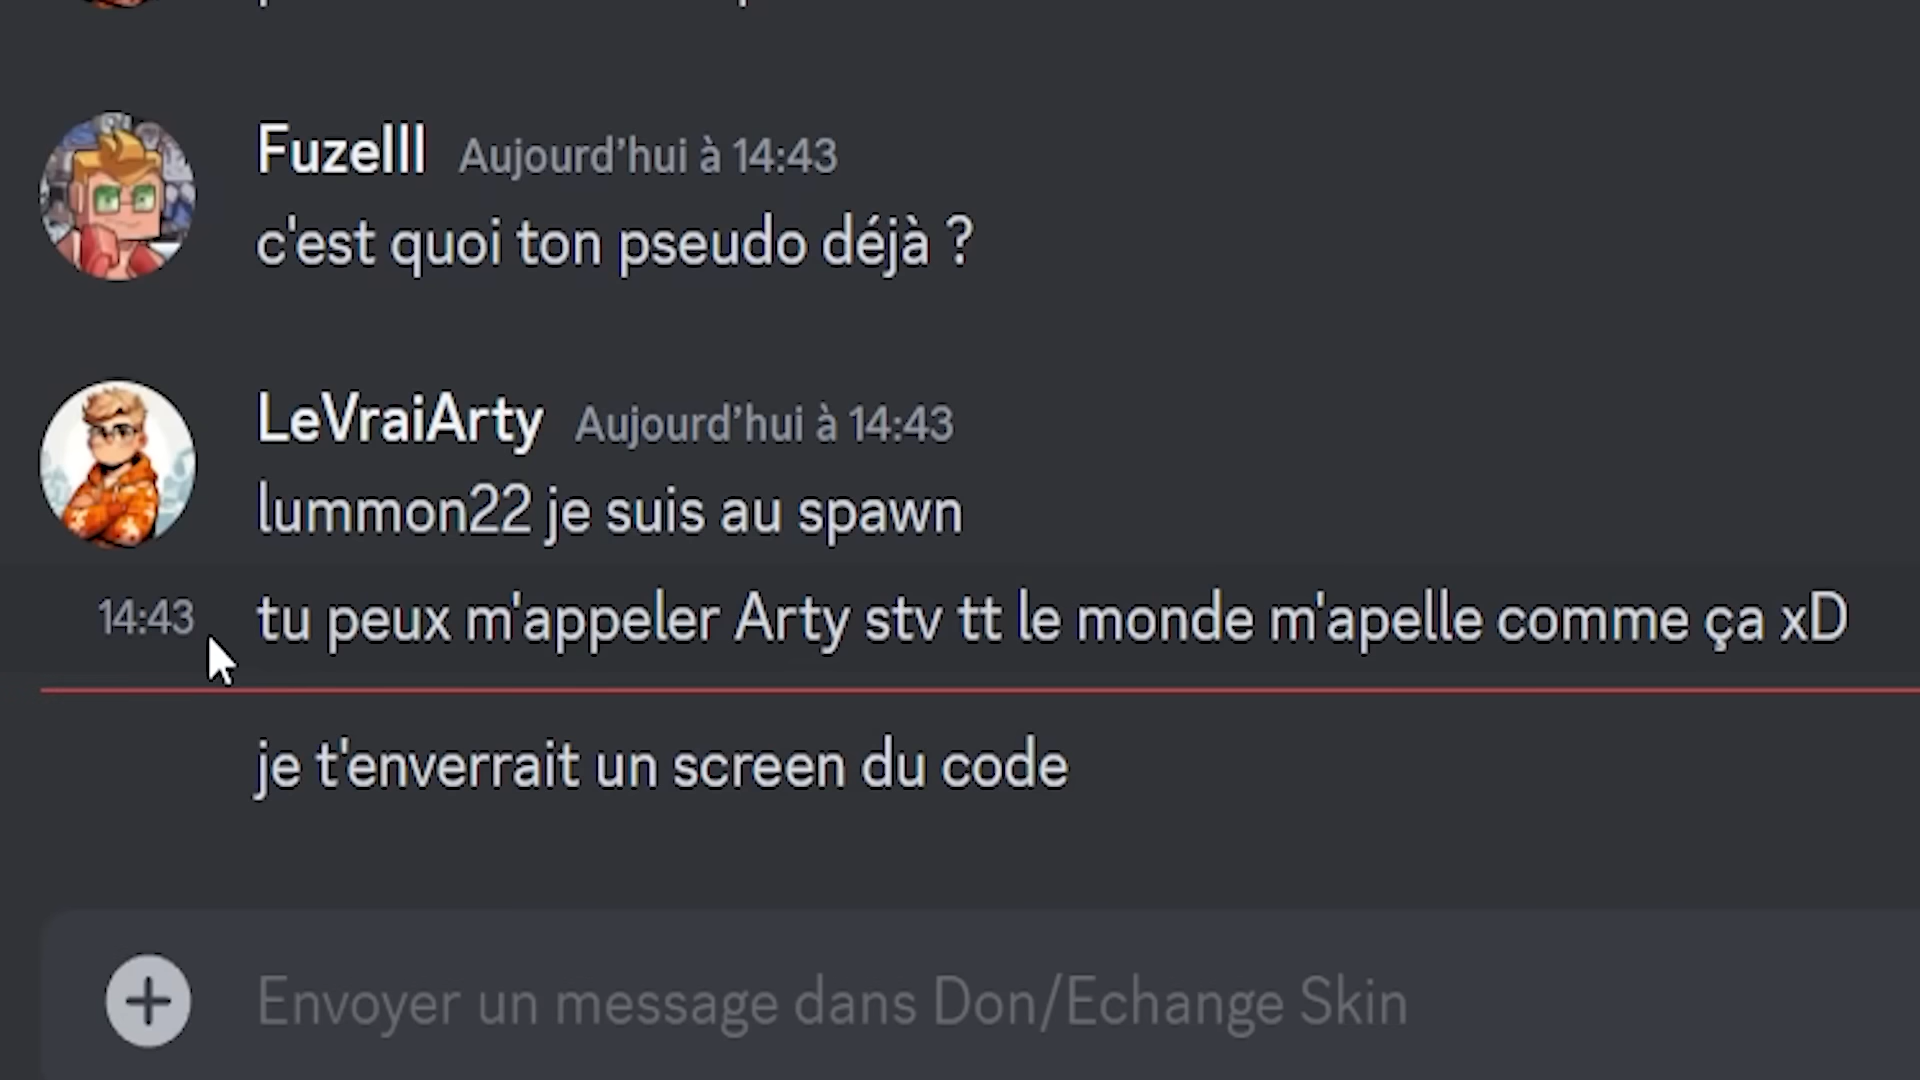 FuzeIII Aujourd'hui à 14:43
c'est quoi ton pseudo déjà ?
LeVraiArty Aujourd'hui à 14:43
lummon22 je suis au spawn
14:43 tu peux m'appeler Arty stv tt le monde m'apelle comme ça xD
je t'enverrait un screen du code
Envoyer un message dans Don/Echange Skin